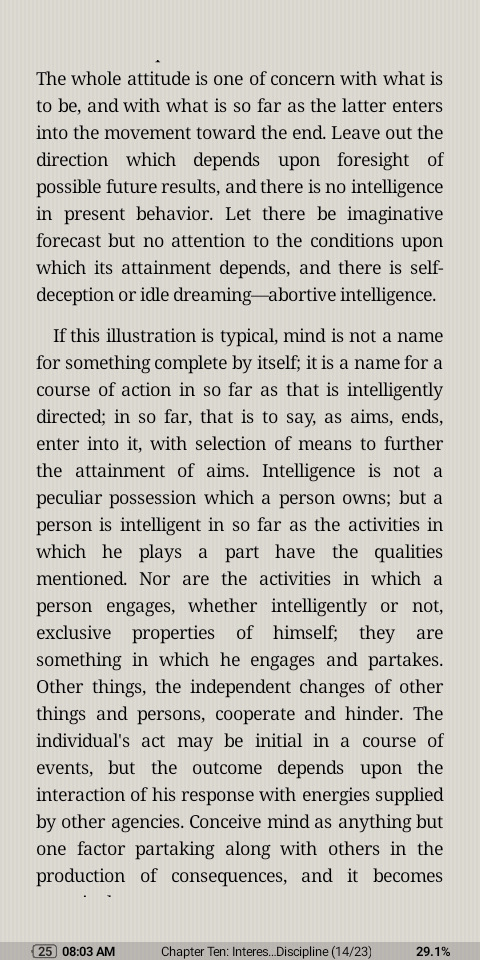 The whole attitude is one of concern with what is
to be, and with what is so far as the latter enters
into the movement toward the end. Leave out the
direction which depends upon foresight of
possible future results, and there is no intelligence
in present behavior. Let there be imaginative
forecast but no attention to the conditions upon
which its attainment depends, and there is self-
deception or idle dreaming—abortive intelligence.
If this illustration is typical, mind is not a name
for something complete by itself; it is a name for a
course of action in so far as that is intelligently
directed; in so far, that is to say, as aims, ends,
enter into it, with selection of means to further
the attainment of aims. Intelligence is not a
peculiar possession which a person owns; but a
person is intelligent in so far as the activities in
which he plays a part have the qualities
mentioned. Nor are the activities in which a
person engages, whether intelligently or not,
exclusive properties of himself; they are
something in which he engages and partakes.
Other things, the independent changes of other
things and persons, cooperate and hinder. The
individual's act may be initial in a course of
events, but the outcome depends upon the
interaction of his response with energies supplied
by other agencies. Conceive mind as anything but
one factor partaking along with others in the
production of consequences, and it becomes
25 08:03 AM Chapter Ten: Interes...Discipline (14/23) 29.1%